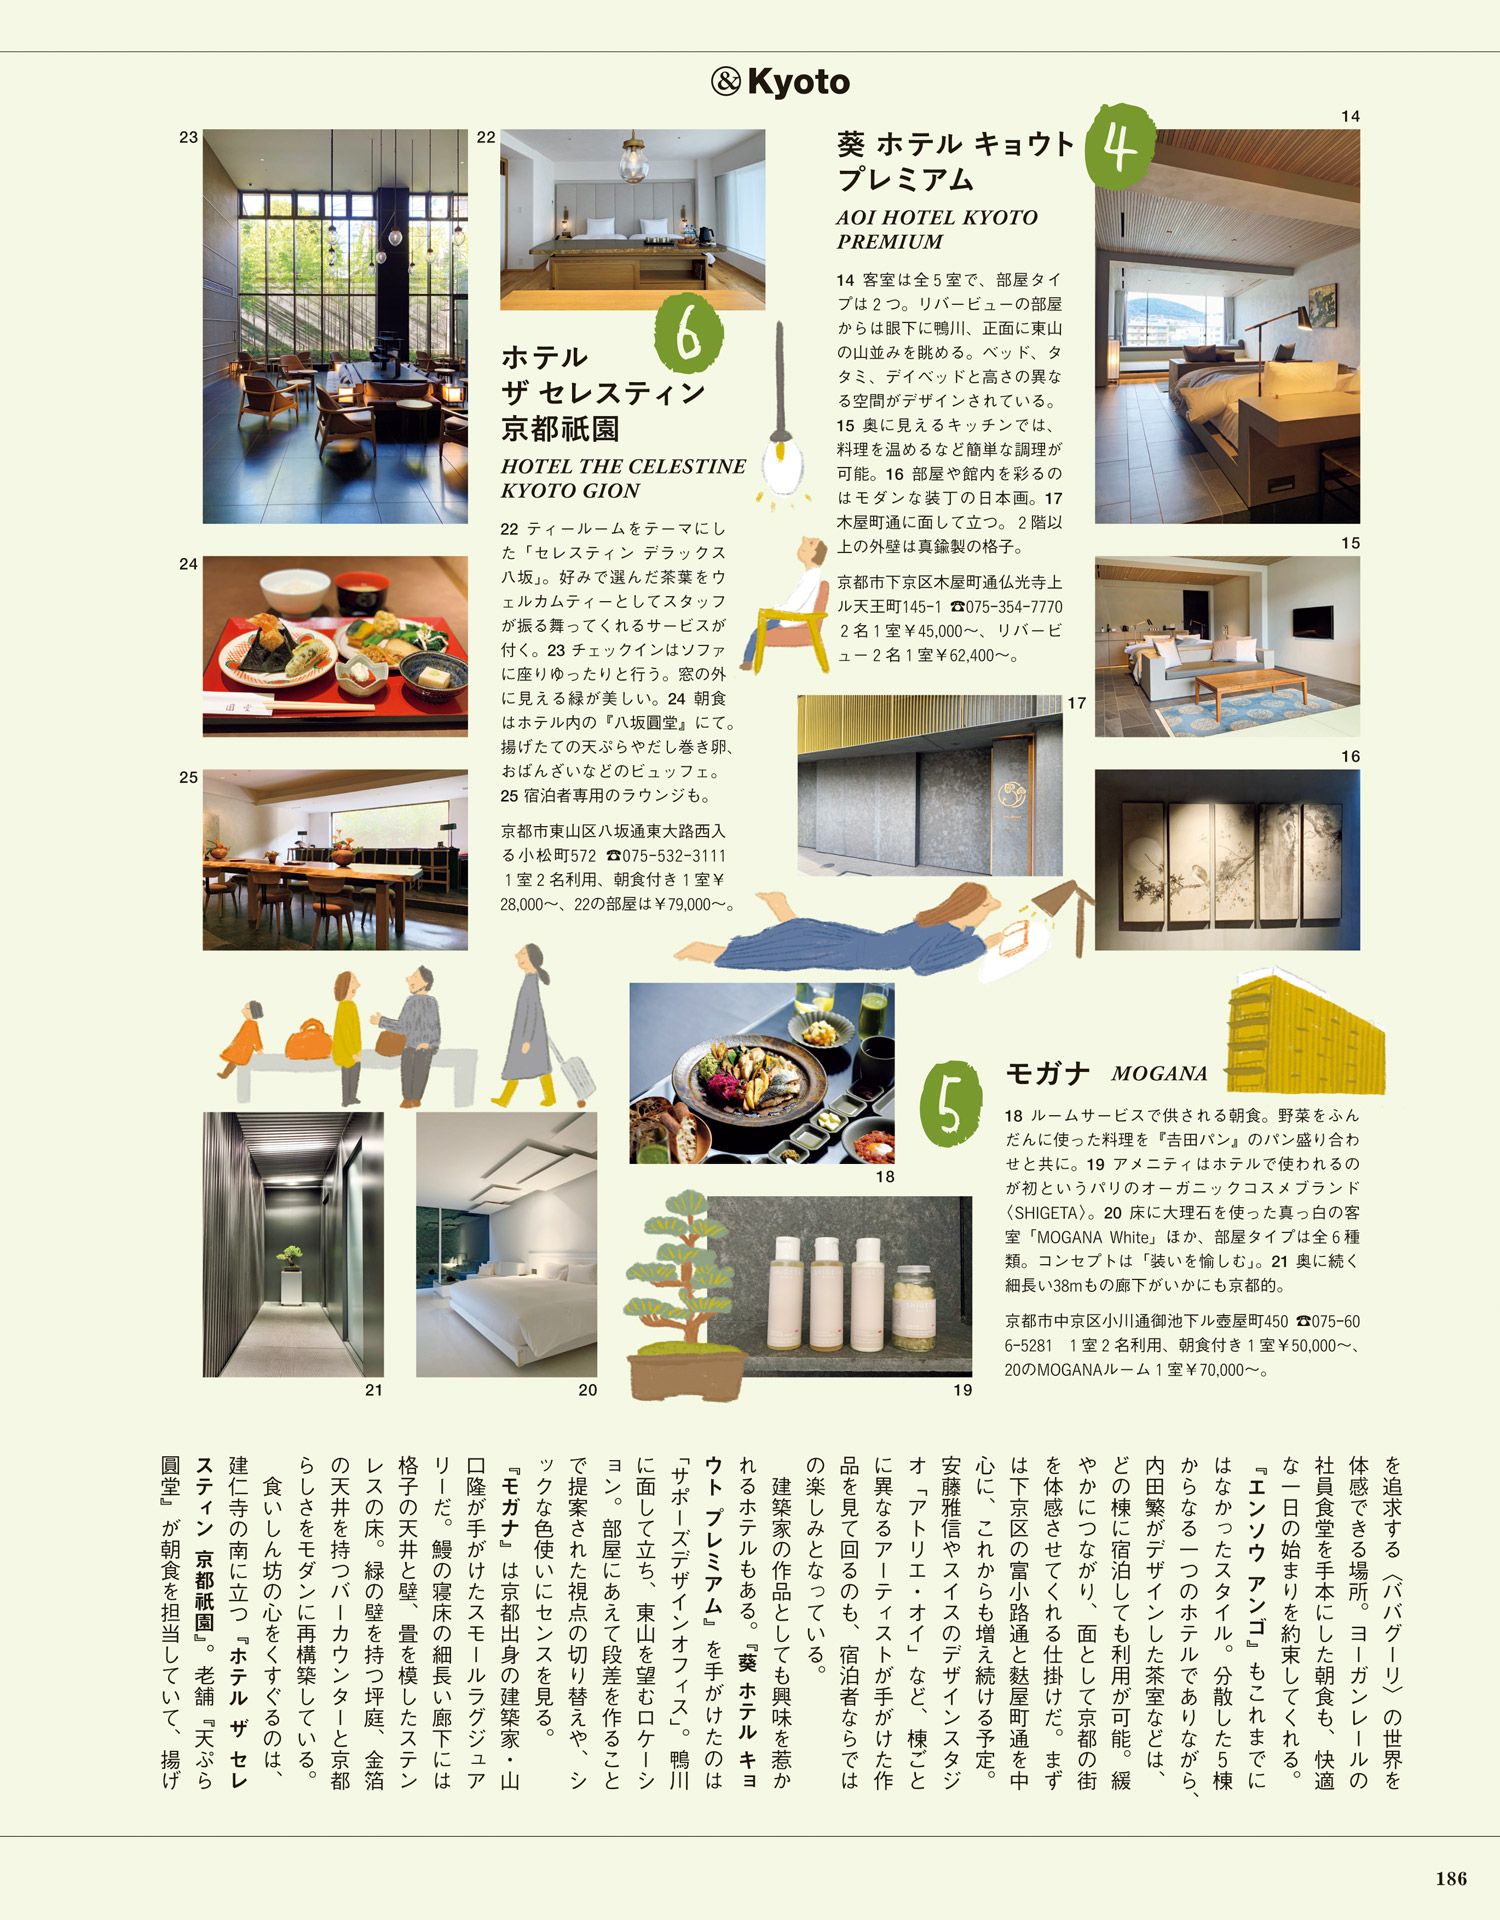 &Kyoto
14
4
葵 ホテル キョウト
プレミアム
AOI HOTEL KYOTO
PREMIUM
14 客室は全5室で、部屋タイ
プは2つ。リバービューの部屋
からは眼下に鴨川、正面に東山
の山並みを眺める。ベッド、タ
タミ、デイベッドと高さの異な
る空間がデザインされている。
15 奥に見えるキッチンでは、
料理を温めるなど簡単な調理が
可能。16 部屋や館内を彩るの
はモダンな装丁の日本画。17
木屋町通に面して立つ。2階以
上の外壁は真鍮製の格子。
京都市下京区木屋町通仏光寺上
ル天王町145-1 ☎075-354-7770
2名1室¥45,000〜、リバービ
ュー2名1室¥62,400〜。
15
16
17
5
モガナ MOGANA
18 ルームサービスで供される朝食。野菜をふん
だんに使った料理を『吉田パン』のパン盛り合わ
せと共に。19 アメニティはホテルで使われるの
が初というパリのオーガニックコスメブランド
〈SHIGETA〉。20 床に大理石を使った真っ白の客
室「MOGANA White」ほか、部屋タイプは全6種
類。コンセプトは「装いを愉しむ」。21 奥に続く
細長い38mもの廊下がいかにも京都的。
京都市中京区小川通御池下ル壺屋町450 ☎075-60
6-5281 1室2名利用、朝食付き1室¥50,000〜、
20のMOGANAルーム1室¥70,000〜。
18
19
20
21
22
23
6
ホテル
ザ セレスティン
京都祇園
HOTEL THE CELESTINE
KYOTO GION
22 ティールームをテーマにし
た「セレスティン デラックス
八坂」。好みで選んだ茶葉をウ
ェルカムティーとしてスタッフ
が振る舞ってくれるサービスが
付く。23 チェックインはソファ
に座りゆったりと行う。窓の外
に見える緑が美しい。24 朝食
はホテル内の『八坂圓堂』にて。
揚げたての天ぷらやだし巻き卵、
おばんざいなどのビュッフェ。
25 宿泊者専用のラウンジも。
京都市東山区八坂通東大路西入
る小松町572 ☎075-532-3111
1室2名利用、朝食付き1室¥
28,000〜、22の部屋は¥79,000〜。
24
圓堂
25
を追求する〈ババグーリ〉の世界を
体感できる場所。ヨーガンレールの
社員食堂を手本にした朝食も、快適
な一日の始まりを約束してくれる。
『エンソウ アンゴ』もこれまでに
はなかったスタイル。分散した5棟
からなる一つのホテルでありながら、
内田繁がデザインした茶室などは、
どの棟に宿泊しても利用が可能。緩
やかにつながり、面として京都の街
を体感させてくれる仕掛けだ。まず
は下京区の富小路通と麸屋町通を中
心に、これからも増え続ける予定。
安藤雅信やスイスのデザインスタジ
オ「アトリエ・オイ」など、棟ごと
に異なるアーティストが手がけた作
品を見て回るのも、宿泊者ならでは
の楽しみとなっている。
建築家の作品としても興味を惹か
れるホテルもある。『葵 ホテル キョ
ウト プレミアム』を手がけたのは
「サポーズデザインオフィス」。鴨川
に面して立ち、東山を望むロケーシ
ョン。部屋にあえて段差を作ること
で提案された視点の切り替えや、シ
ックな色使いにセンスを見る。
『モガナ』は京都出身の建築家・山
口隆が手がけたスモールラグジュア
リーだ。鰻の寝床の細長い廊下には
格子の天井と壁、畳を模したステン
レスの床。緑の壁を持つ坪庭、金箔
の天井を持つバーカウンターと京都
らしさをモダンに再構築している。
食いしん坊の心をくすぐるのは、
建仁寺の南に立つ『ホテル ザ セレ
スティン 京都祇園』。老舗『天ぷら
圓堂』が朝食を担当していて、揚げ
186